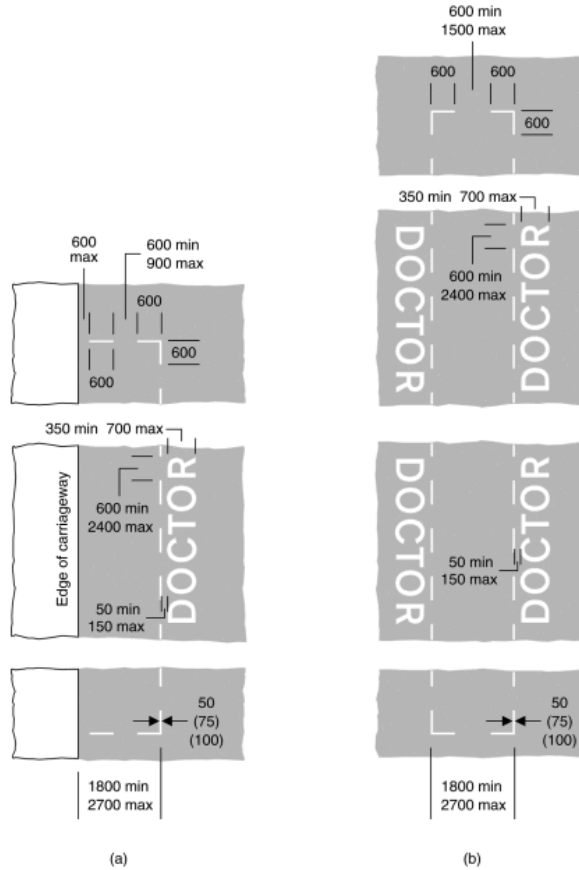 600 min
1500 max
600
600
600
350 min 700 max
DOCTOR
DOCTOR
600 min
2400 max
600
max
600 min
900 max
600
600
600
350 min 700 max
Edge of carriageway
600 min
2400 max
DOCTOR
50 min
150 max
DOCTOR
DOCTOR
50 min
150 max
50
(75)
(100)
50
(75)
(100)
1800 min
2700 max
1800 min
2700 max
(a)
(b)